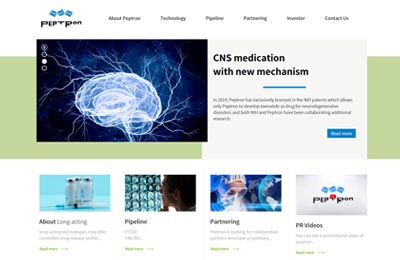 PEPTRON
About Peptron Technology Pipeline Partnering Investor Contact Us
CNS medication
with new mechanism
In 2014, Peptron has exclusively licensed in the NIH patents which allows
only Peptron to develop exenatide as drug for neurodegenerative
disorders and both NIH and Peptron have been collaborating additional
research.
Read more
PEPTRON
About Long acting
long acting technologies may offer
controlled drug release profile...
Read more
Pipeline
PT320
Read more
Partnering
Peptron is looking for collaboration
partners who have proprietary...
Read more
PR Videos
You can see a promotional video of
peptron...
Read more